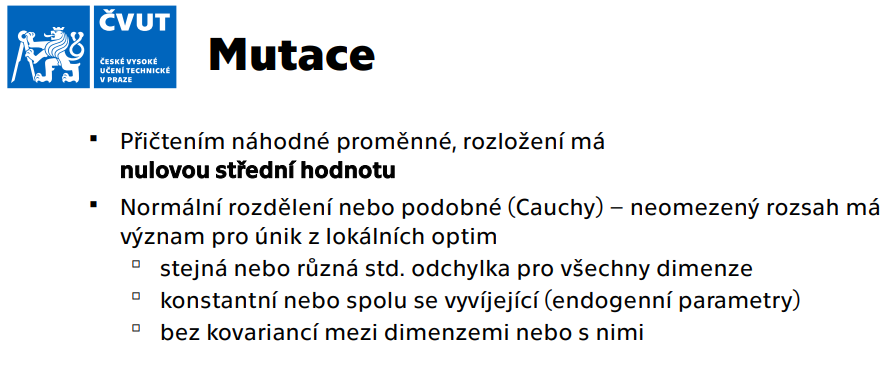 ČVUT
ČESKÉ VYSOKÉ
UČENÍ TECHNICKÉ
V PRAZE
Mutace
▪ Přičtením náhodné proměnné, rozložení má
nulovou střední hodnotu
▪ Normální rozdělení nebo podobné (Cauchy) – neomezený rozsah má
význam pro únik z lokálních optim
▫ stejná nebo různá std. odchylka pro všechny dimenze
▫ konstantní nebo spolu se vyvíjející (endogenní parametry)
▫ bez kovariancí mezi dimenzemi nebo s nimi